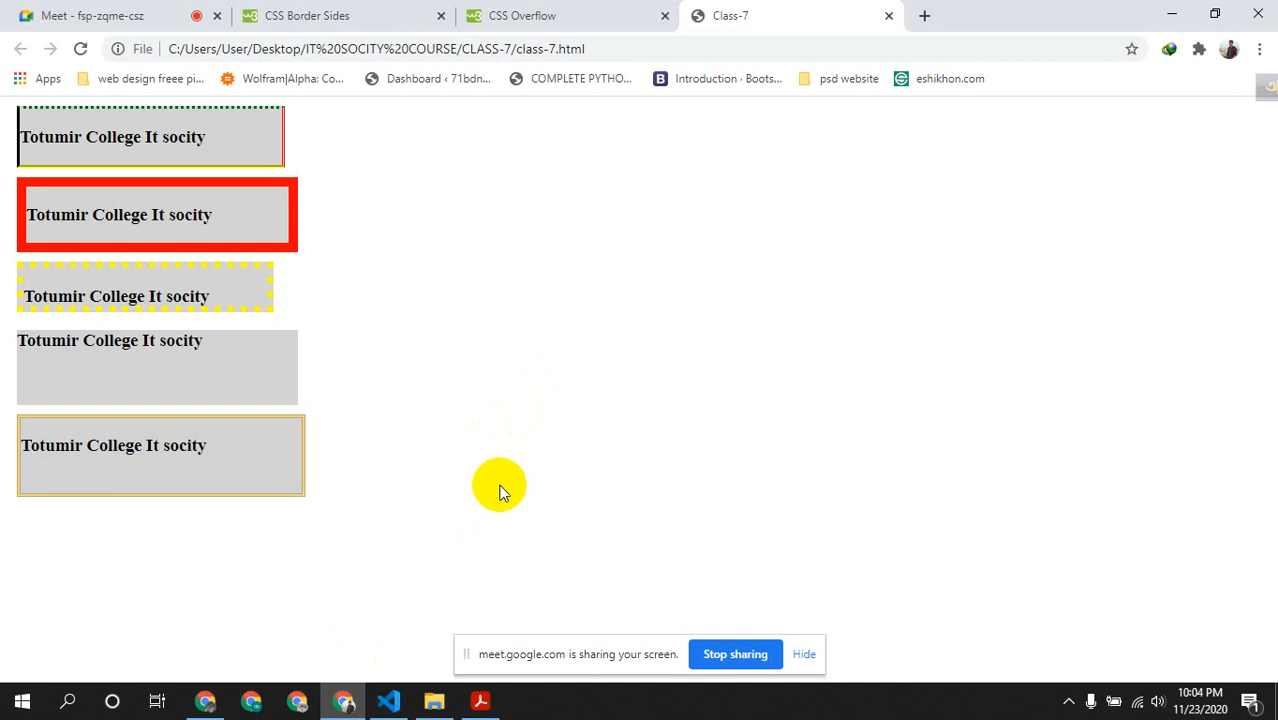 Meet - fsp-zqme-csz
CSS Border Sides
CSS Overflow
Class-7
File
C:/Users/User/Desktop/IT%20SOCITY%20COURSE/CLASS-7/class-7.html
Apps
web design freee pi...
Wolfram|Alpha: Co...
Dashboard ‹ 71bdn...
COMPLETE PYTHO...
B
Introduction · Boots...
psd website
eshikhon.com
Totumir College It socity
Totumir College It socity
Totumir College It socity
Totumir College It socity
Totumir College It socity
meet.google.com is sharing your screen.
Stop sharing
Hide
10:04 PM
11/23/2020
1